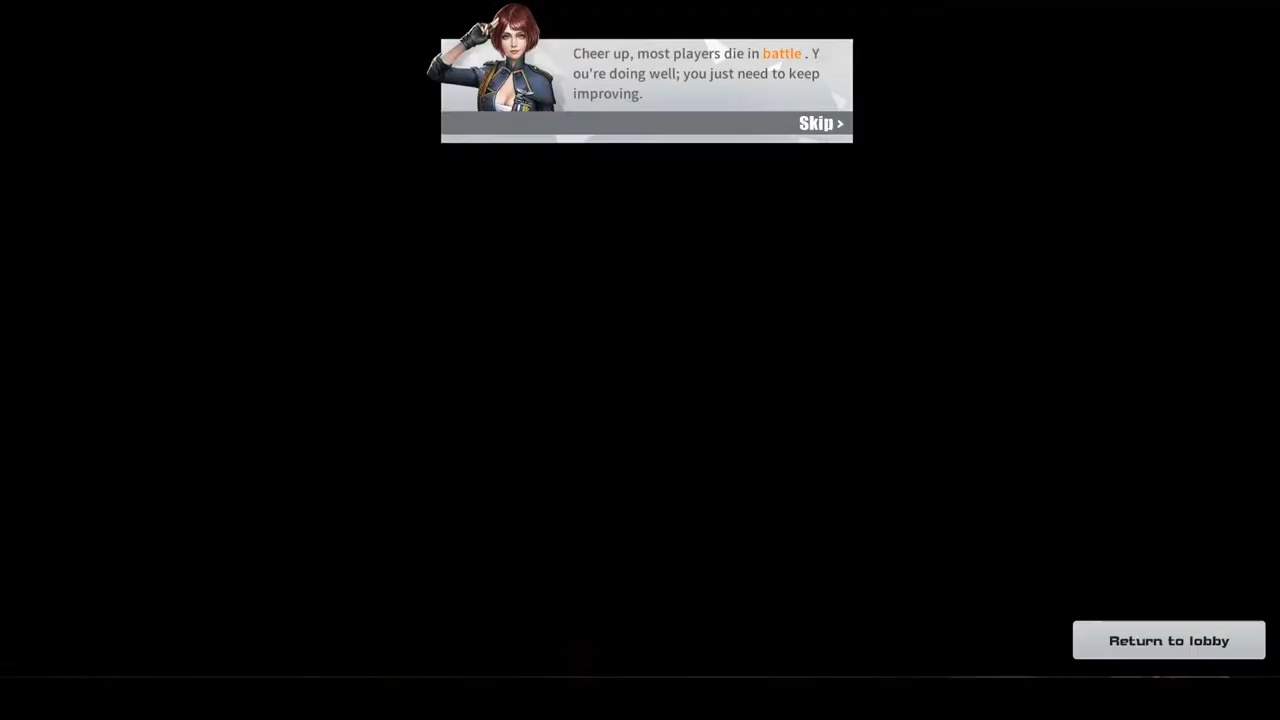 Cheer up, most players die in battle . Y
ou're doing well; you just need to keep
improving.
Skip >
Return to lobby